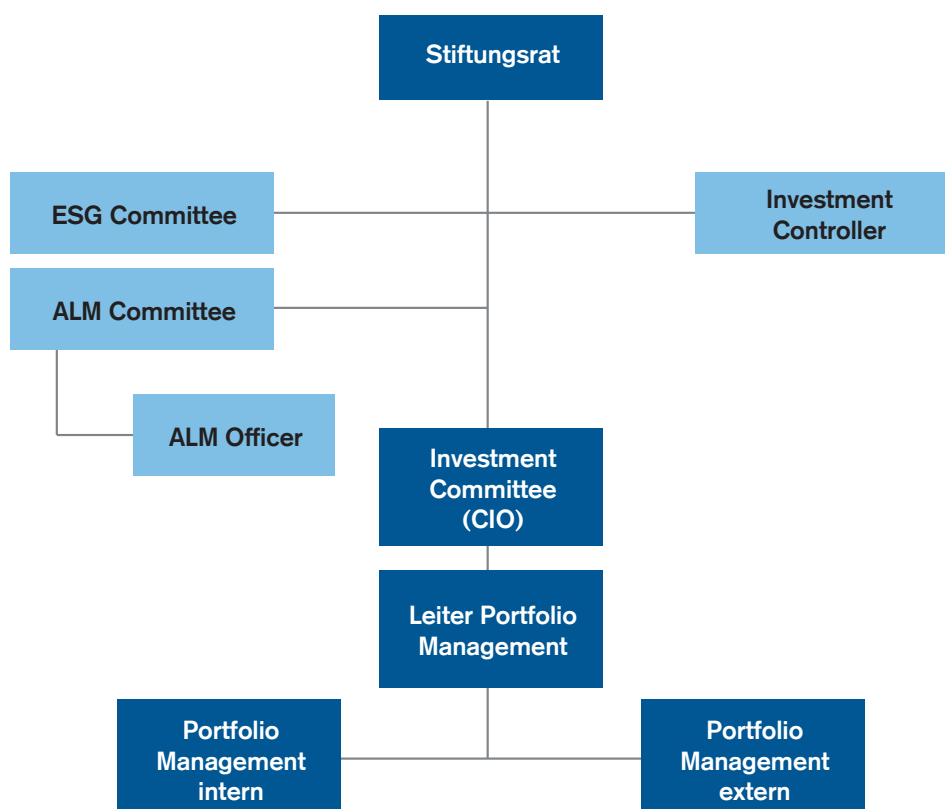 Stiftungsrat
ESG Committee
Investment
Controller
ALM Committee
ALM Officer
Investment
Committee
(CIO)
Leiter Portfolio
Management
Portfolio
Management
intern
Portfolio
Management
extern